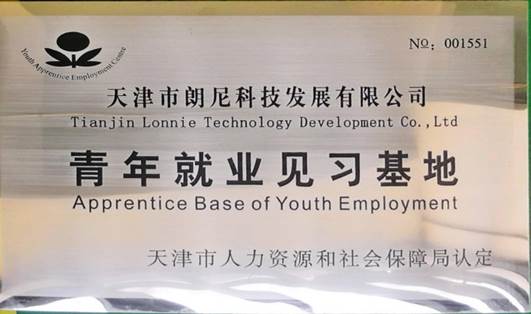 Youth Apprentice Employment Centre
No: 001551
天津市朗尼科技发展有限公司
Tianjin Lonnie Technology Development Co.,Ltd
青年就业见习基地
Apprentice Base of Youth Employment
天津市人力资源和社会保障局认定